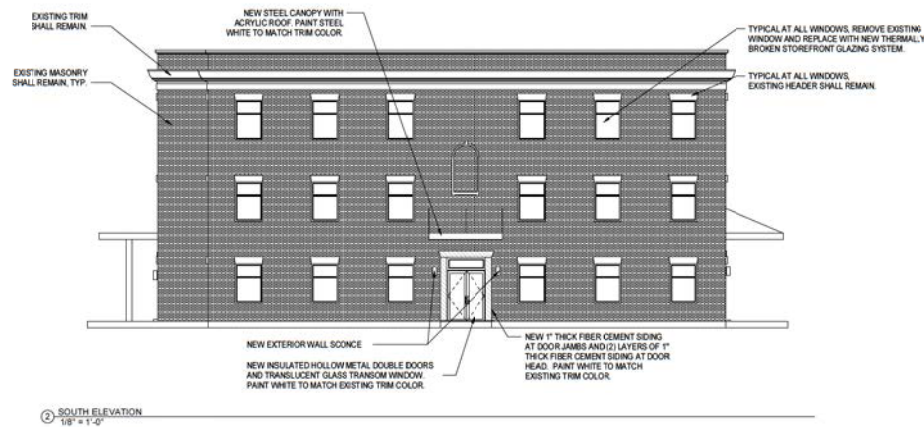 EXISTING TRIM
SHALL REMAIN.
EXISTING MASONRY
SHALL REMAIN, TYP.
NEW STEEL CANOPY WITH
ACRYLIC ROOF. PAINT STEEL
WHITE TO MATCH TRIM COLOR.
TYPICAL AT ALL WINDOWS, REMOVE EXISTING
WINDOW AND REPLACE WITH NEW THERMALLY
BROKEN STOREFRONT GLAZING SYSTEM.
TYPICAL AT ALL WINDOWS,
EXISTING HEADER SHALL REMAIN.
NEW EXTERIOR WALL SCONCE
NEW INSULATED HOLLOW METAL DOUBLE DOORS
AND TRANSLUCENT GLASS TRANSOM WINDOW.
PAINT WHITE TO MATCH EXISTING TRIM COLOR.
NEW 1" THICK FIBER CEMENT SIDING
AT DOOR JAMBS AND (2) LAYERS OF 1"
THICK FIBER CEMENT SIDING AT DOOR
HEAD. PAINT WHITE TO MATCH
EXISTING TRIM COLOR.
2 SOUTH ELEVATION
1/8" = 1'-0"